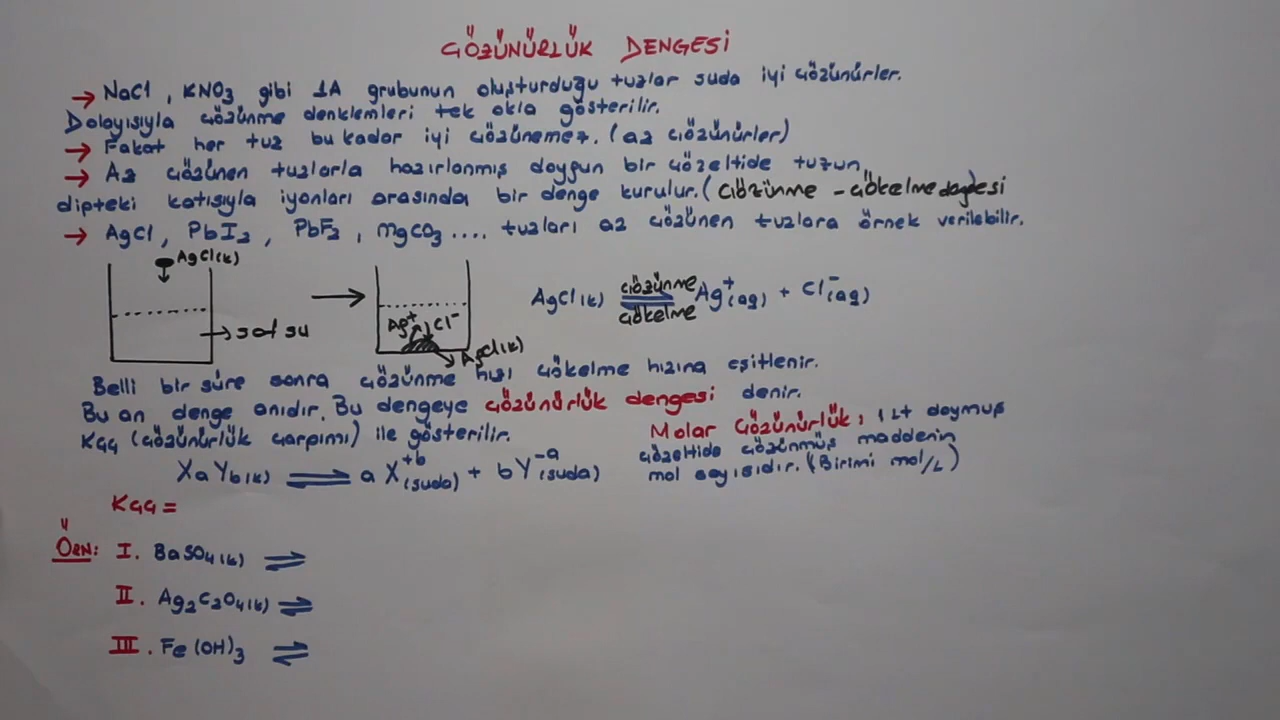 ÇÖZÜNÜRLÜK DENGESİ
→ NaCl, KNO3 gibi 1A grubunun oluşturduğu tuzlar suda iyi çözünürler.
Dolayısıyla çözünme denklemleri tek okla gösterilir.
→ Fakat her tuz bu kadar iyi çözünemez. (az çözünürler)
→ Az çözünen tuzlarla hazırlanmış doygun bir çözeltide tuzun,
dipteki katısıyla iyonları arasında bir denge kurulur. (çözünme - çökelme dengesi)
→ AgCl, PbI2, PbF2, MgCO3 .... tuzları az çözünen tuzlara örnek verilebilir.
AgCl(k)
saf su
Ag+ Cl-
AgCl(k)
AgCl(k) çözünme ⇌ çökelme Ag+(aq) + Cl-(aq)
Belli bir süre sonra çözünme hızı çökelme hızına eşitlenir.
Bu an denge anıdır. Bu dengeye çözünürlük dengesi denir.
Kçç (çözünürlük çarpımı) ile gösterilir.
Molar Çözünürlük: 1 Lt doymuş
çözeltide çözünmüş maddenin
mol sayısıdır. (Birimi mol/L)
XaYb(k) ⇌ a X+b(suda) + b Y-a(suda)
Kçç =
ÖRN: I. BaSO4(k) ⇌
II. Ag2C2O4(k) ⇌
III. Fe(OH)3 ⇌